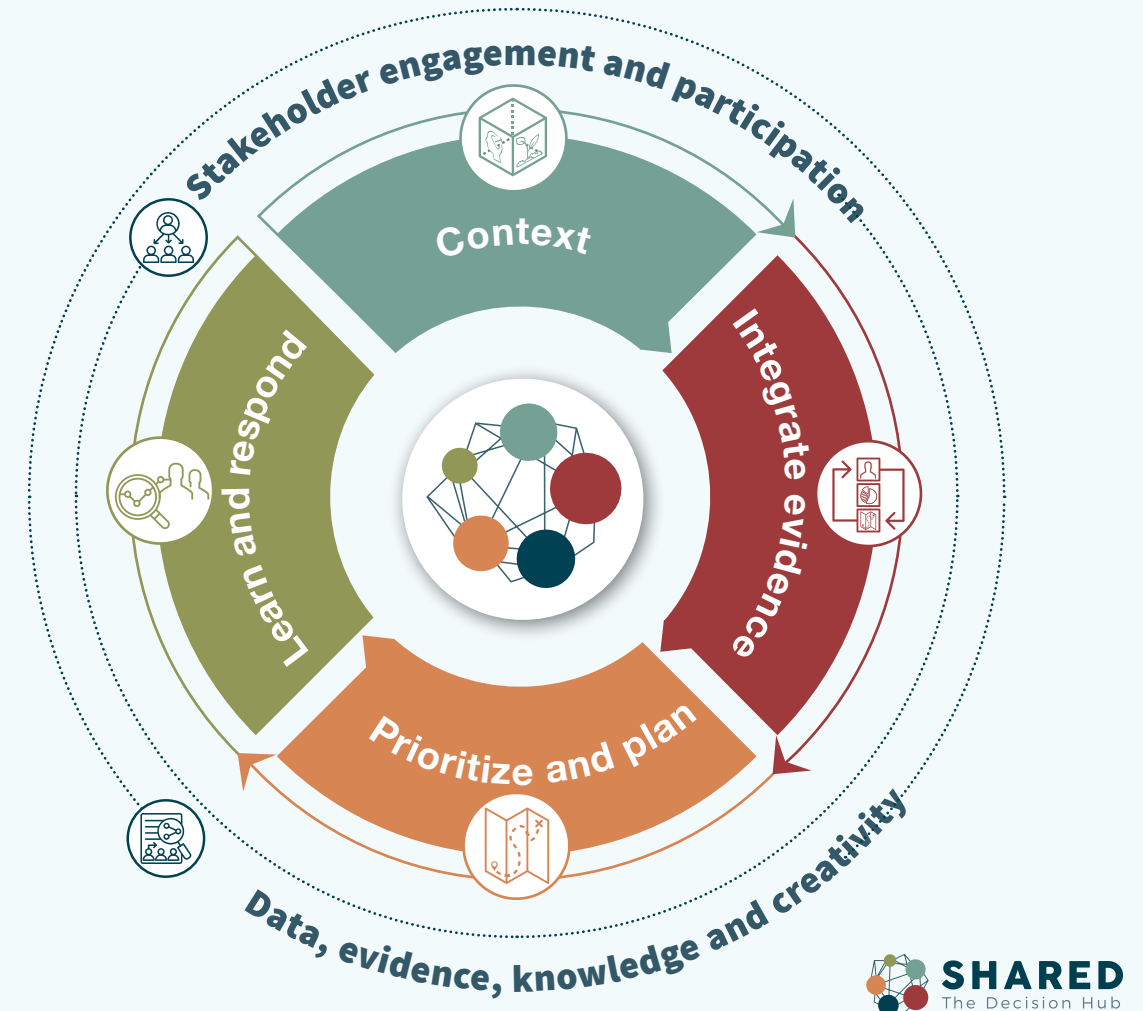 Stakeholder engagement and participation
Context
Integrate evidence
Prioritize and plan
Learn and respond
Data, evidence, knowledge and creativity
SHARED
The Decision Hub